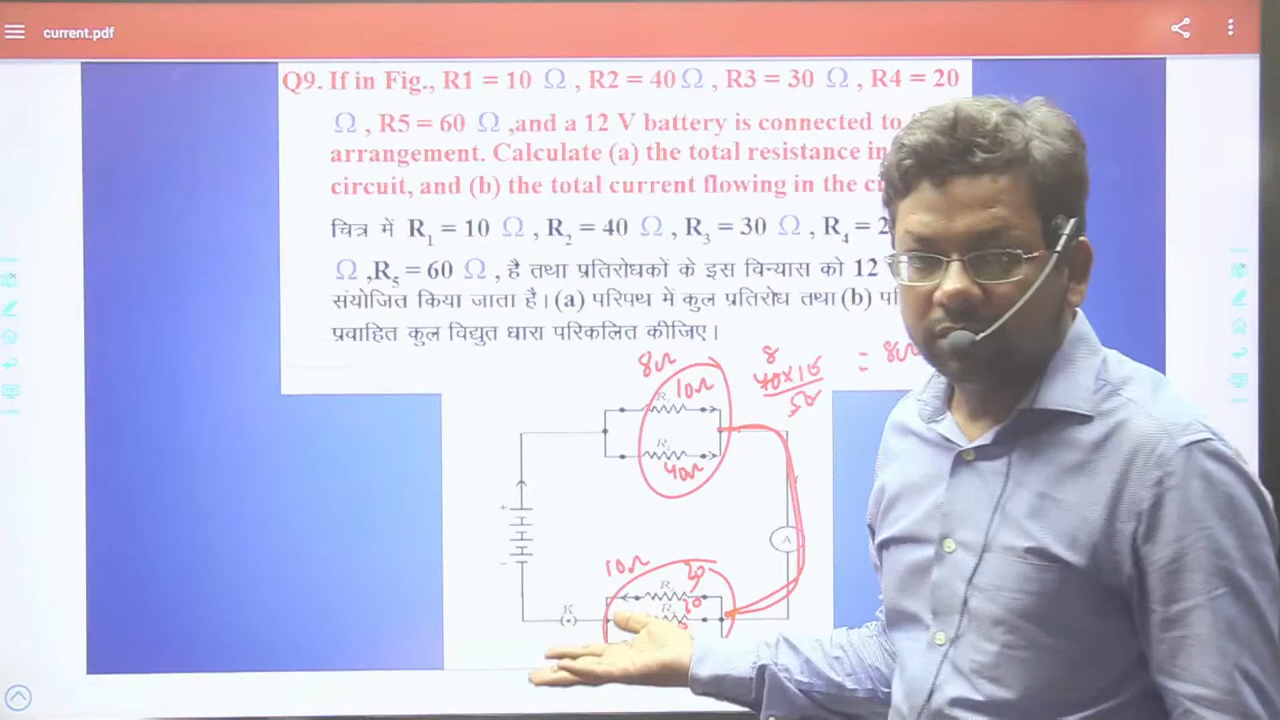 current.pdf
Q9. If in Fig., R1 = 10 Ω , R2 = 40 Ω , R3 = 30 Ω , R4 = 20
Ω , R5 = 60 Ω ,and a 12 V battery is connected to
arrangement. Calculate (a) the total resistance in
circuit, and (b) the total current flowing in the
चित्र में R1 = 10 Ω , R2 = 40 Ω , R3 = 30 Ω , R4 = 2
Ω ,R5 = 60 Ω , है तथा प्रतिरोधकों के इस विन्यास को 12
संयोजित किया जाता है। (a) परिपथ में कुल प्रतिरोध तथा (b)
प्रवाहित कुल विद्युत धारा परिकलित कीजिए।
8Ω
10Ω
8
40×10
50
= 8Ω
R
R
40Ω
+
-
A
10Ω
30
R
20
R
K